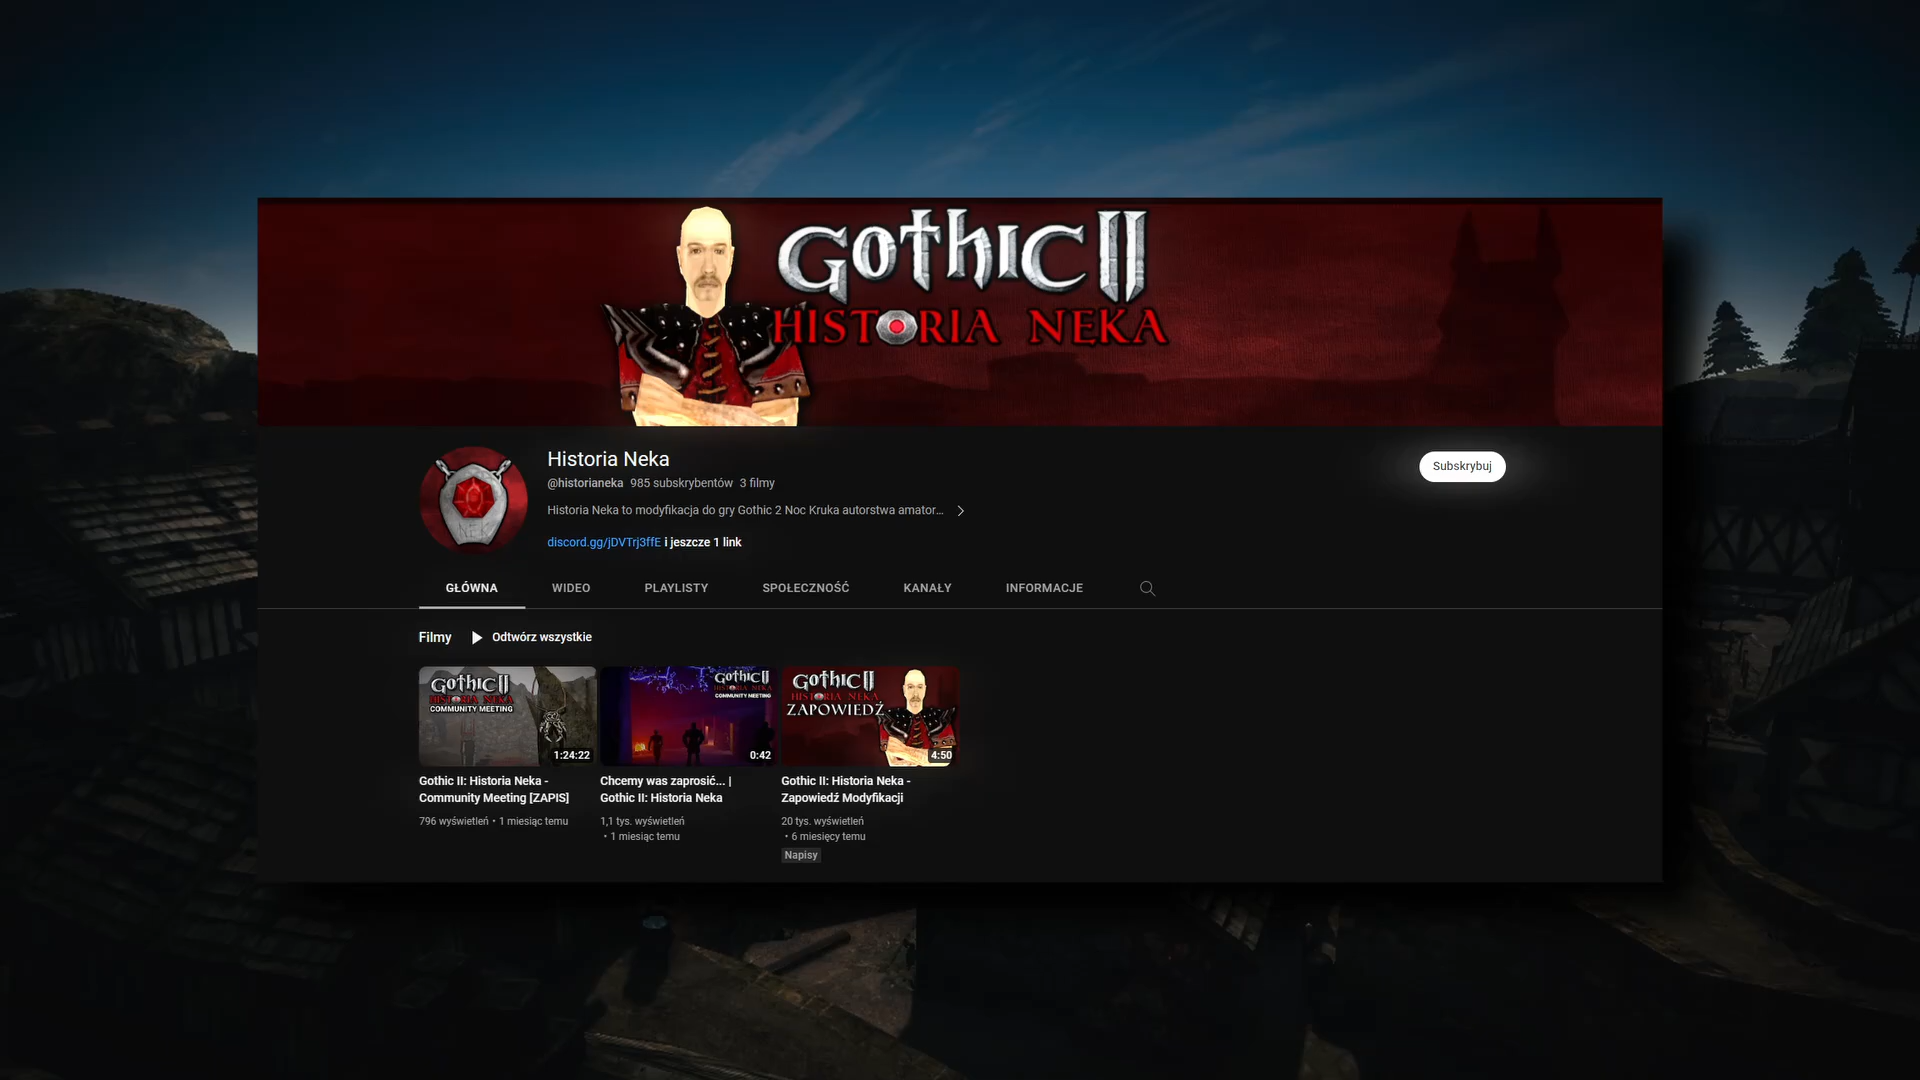 GOTHIC II
HISTORIA NEKA
Historia Neka
@historianeka 985 subskrybentów 3 filmy
Historia Neka to modyfikacja do gry Gothic 2 Noc Kruka autorstwa amator...
discord.gg/jDVTrj3ffE i jeszcze 1 link
Subskrybuj
NEK
GŁÓWNA WIDEO PLAYLISTY SPOŁECZNOŚĆ KANAŁY INFORMACJE
Filmy Odtwórz wszystkie
GOTHIC II
HISTORIA NEKA
COMMUNITY MEETING
1:24:22
GOTHIC II
HISTORIA NEKA
COMMUNITY MEETING
0:42
GOTHIC II
HISTORIA NEKA
ZAPOWIEDŹ
4:50
Gothic II: Historia Neka -
Community Meeting [ZAPIS]
796 wyświetleń • 1 miesiąc temu
Chcemy was zaprosić... |
Gothic II: Historia Neka
1,1 tys. wyświetleń
• 1 miesiąc temu
Gothic II: Historia Neka -
Zapowiedź Modyfikacji
20 tys. wyświetleń
• 6 miesięcy temu
Napisy